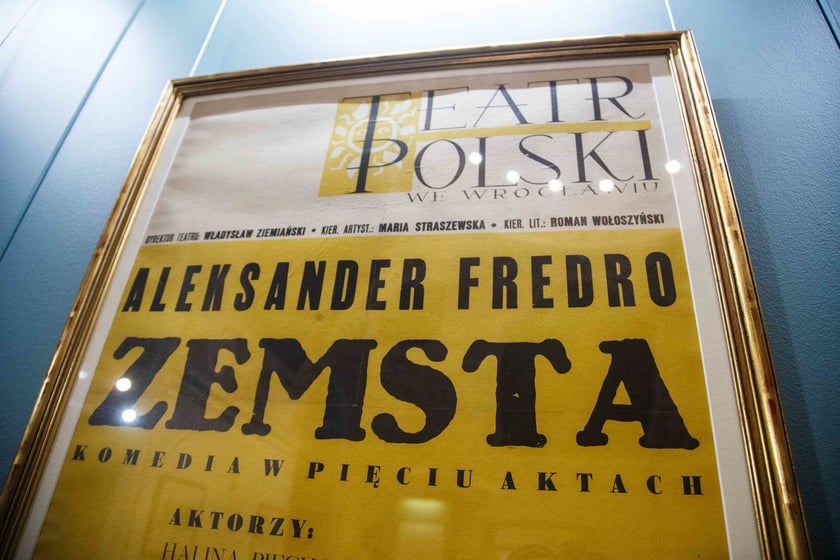 TEATR
POLSKI
WE WROCŁAWIU
DYREKTOR TEATRU: WŁADYSŁAW ZIEMIAŃSKI • KIER. ARTYST.: MARIA STRASZEWSKA • KIER. LIT.: ROMAN WOŁOSZYŃSKI
ALEKSANDER FREDRO
ZEMSTA
KOMEDIA W PIĘCIU AKTACH
AKTORZY:
HALINA